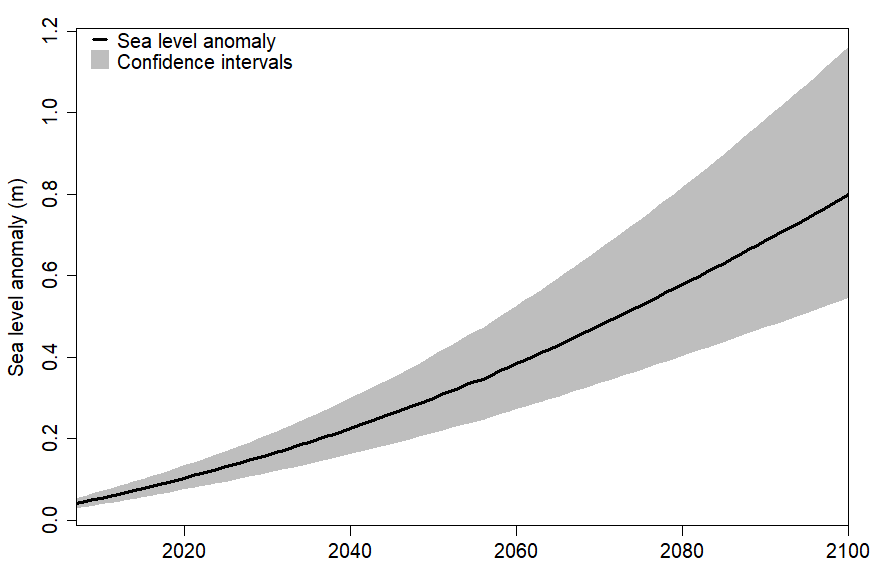 Sea level anomaly
Confidence intervals
Sea level anomaly (m)
1.2
1.0
0.8
0.6
0.4
0.2
0.0
2020 2040 2060 2080 2100